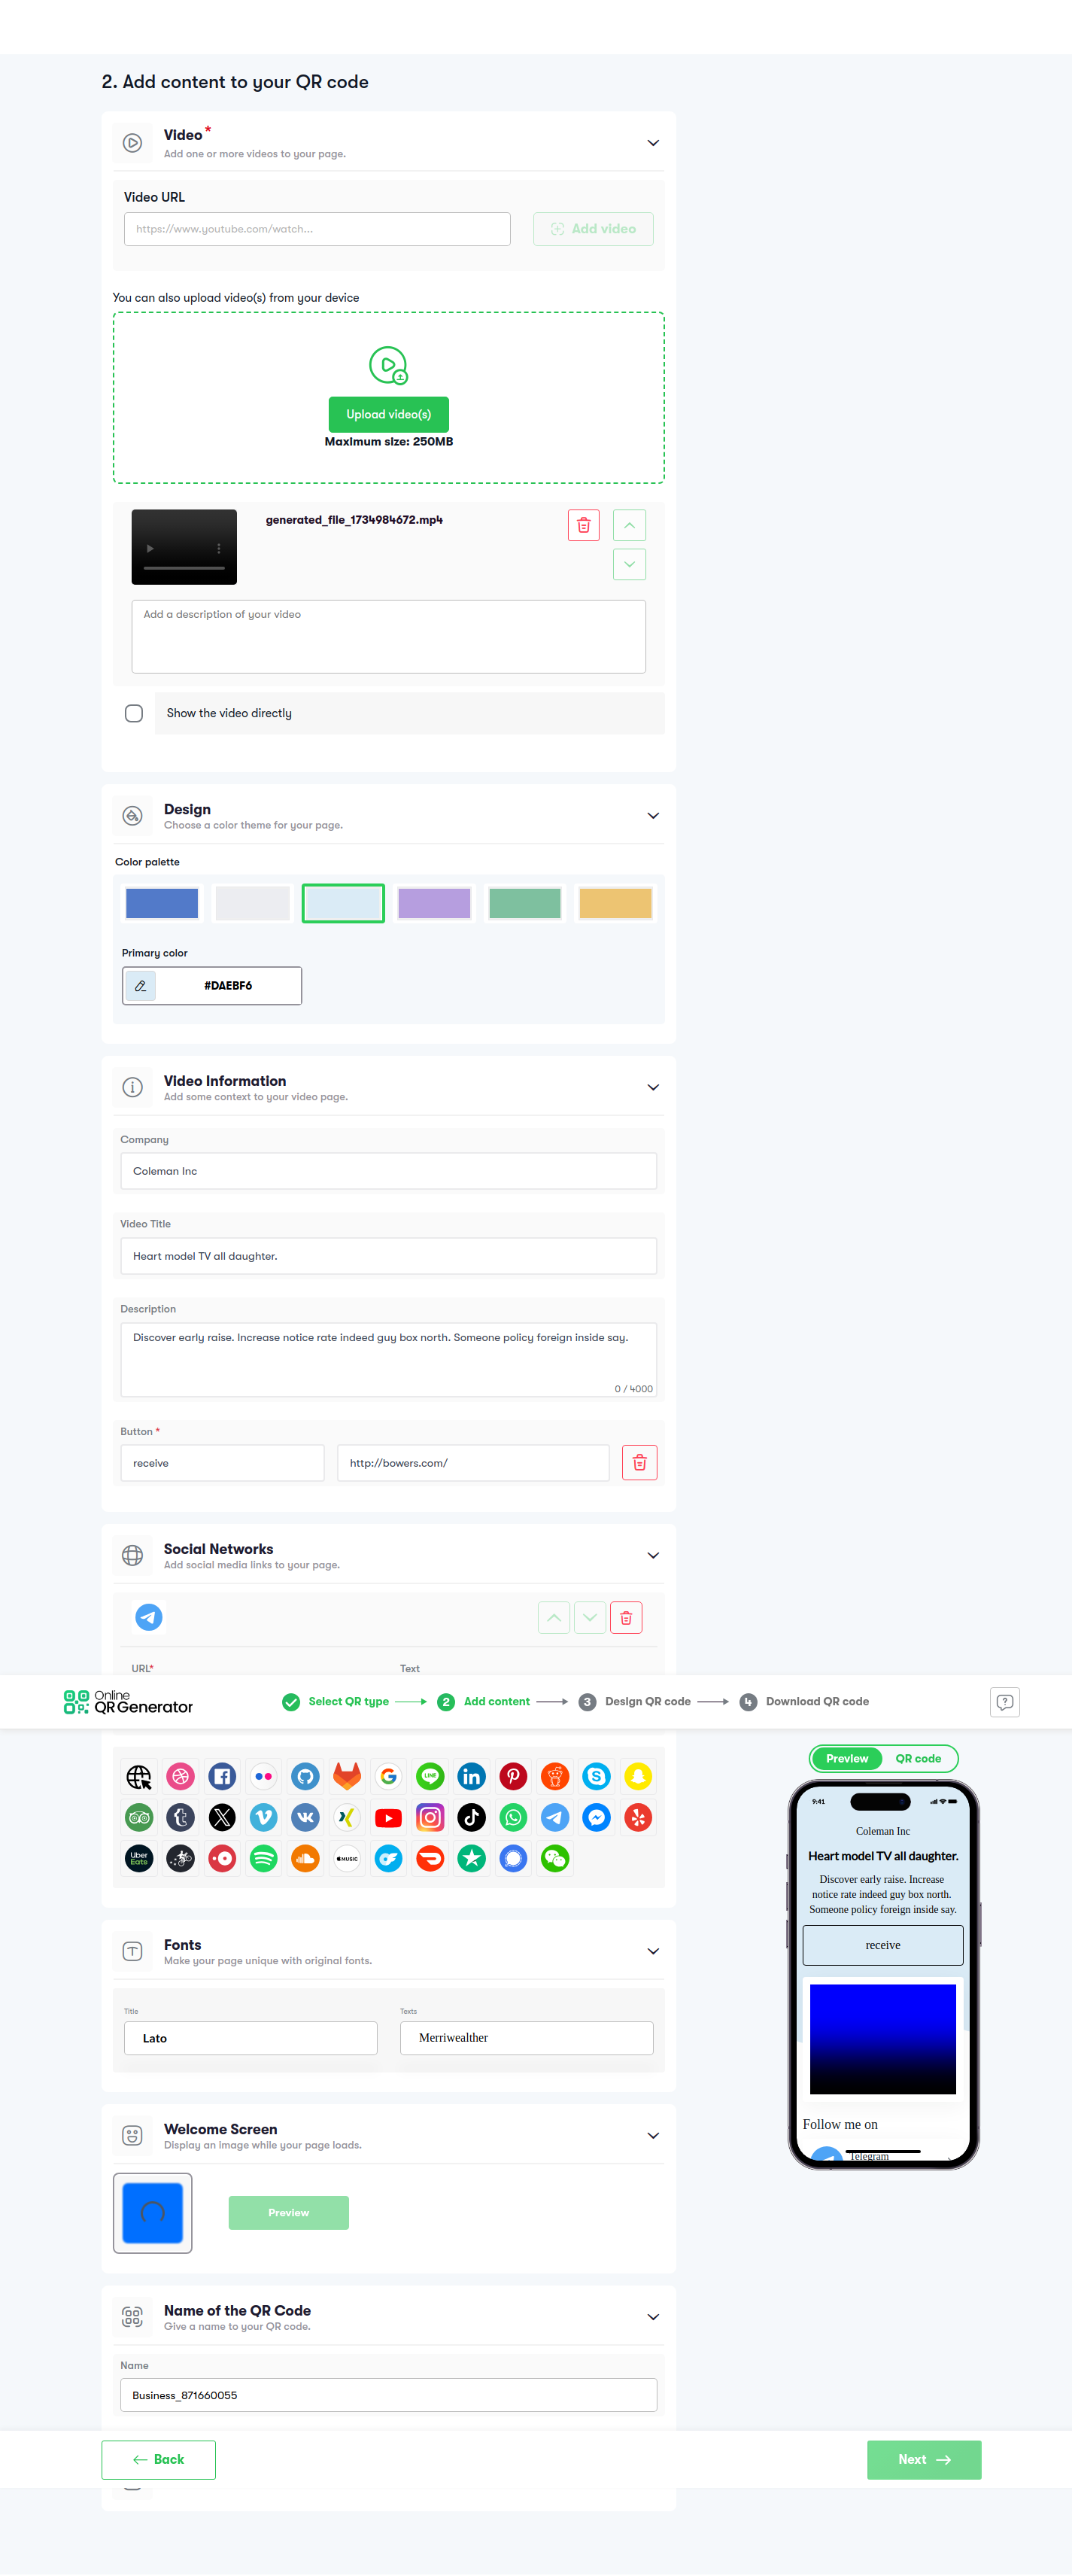 2. Add content to your QR code
Video *
Add one or more videos to your page.
Video URL
https://www.youtube.com/watch...
Add video
You can also upload video(s) from your device
Upload video(s)
Maximum size: 250MB
generated_file_1734984672.mp4
Add a description of your video
Show the video directly
Design
Choose a color theme for your page.
Color palette
Primary color
#DAEBF6
Video Information
Add some context to your video page.
Company
Coleman Inc
Video Title
Heart model TV all daughter.
Description
Discover early raise. Increase notice rate indeed guy box north. Someone policy foreign inside say.
0 / 4000
Button *
receive
http://bowers.com/
Social Networks
Add social media links to your page.
URL*
Text
Online
QR Generator
Select QR type
2 Add content
3 Design QR code
4 Download QR code
Preview
QR code
Uber
Eats
MUSIC
LINE
9:41
Coleman Inc
Heart model TV all daughter.
Discover early raise. Increase
notice rate indeed guy box north.
Someone policy foreign inside say.
receive
Follow me on
Telegram
Fonts
Make your page unique with original fonts.
Title
Lato
Texts
Merriwealther
Welcome Screen
Display an image while your page loads.
Preview
Name of the QR Code
Give a name to your QR code.
Name
Business_871660055
Back
Next